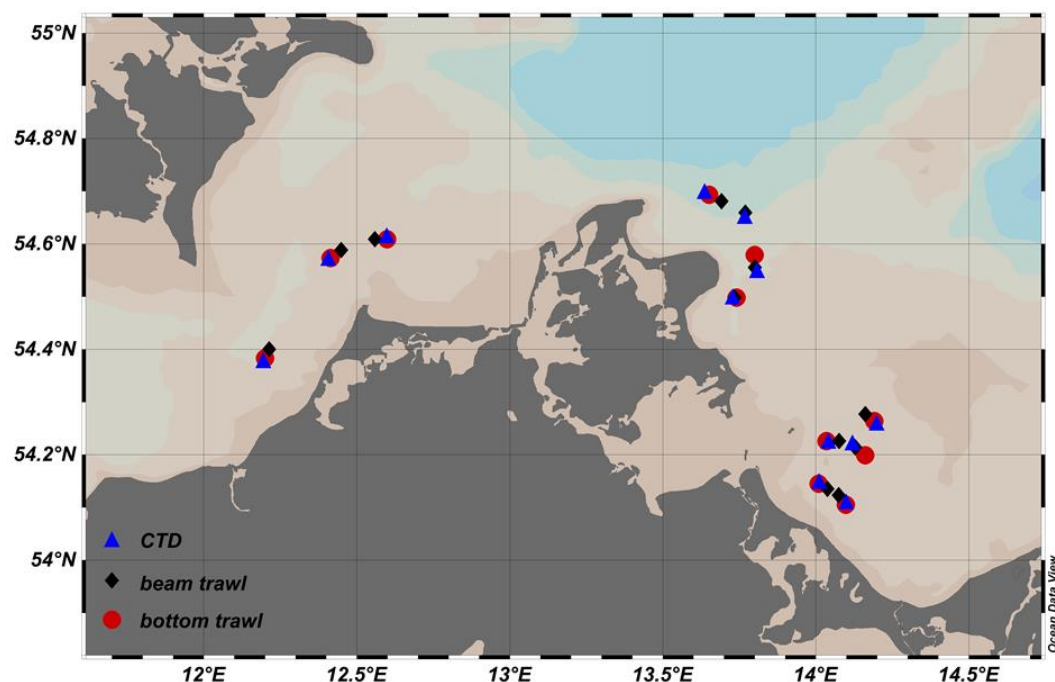 55°N
54.8°N
54.6°N
54.4°N
54.2°N
54°N
CTD
beam trawl
bottom trawl
12°E 12.5°E 13°E 13.5°E 14°E 14.5°E
Ocean Data View